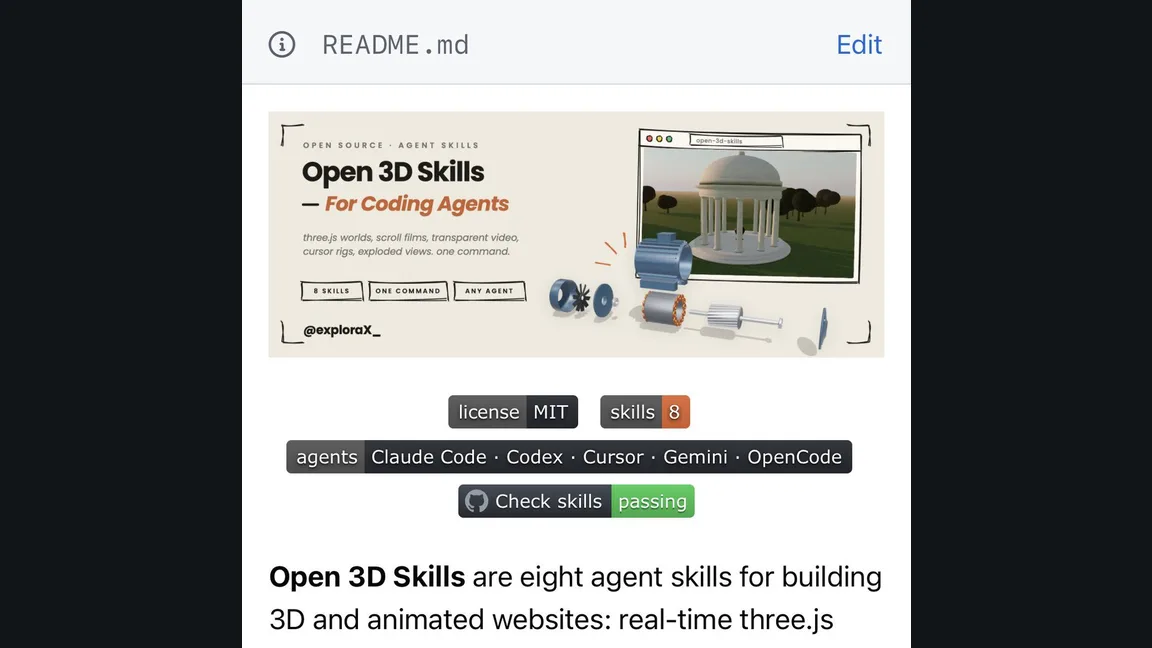 README.md
Edit
OPEN SOURCE · AGENT SKILLS
Open 3D Skills
— For Coding Agents
three.js worlds, scroll films, transparent video,
cursor rigs, exploded views. one command.
8 SKILLS
ONE COMMAND
ANY AGENT
@exploraX_
open-3d-skills
license MIT
skills 8
agents Claude Code · Codex · Cursor · Gemini · OpenCode
Check skills passing
Open 3D Skills are eight agent skills for building
3D and animated websites: real-time three.js